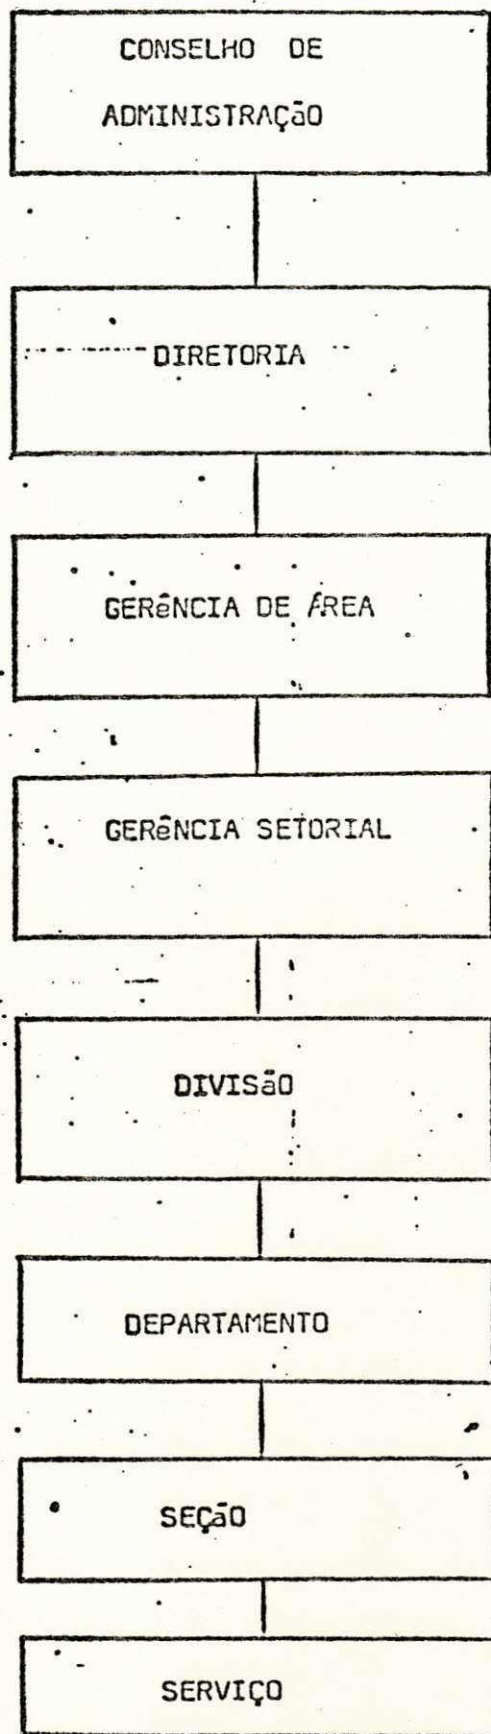 CONSELHO DE
ADMINISTRAÇãO
DIRETORIA
GERêNCIA DE ÁREA
GERêNCIA SETORIAL
DIVISãO
DEPARTAMENTO
SEÇãO
SERVIÇO